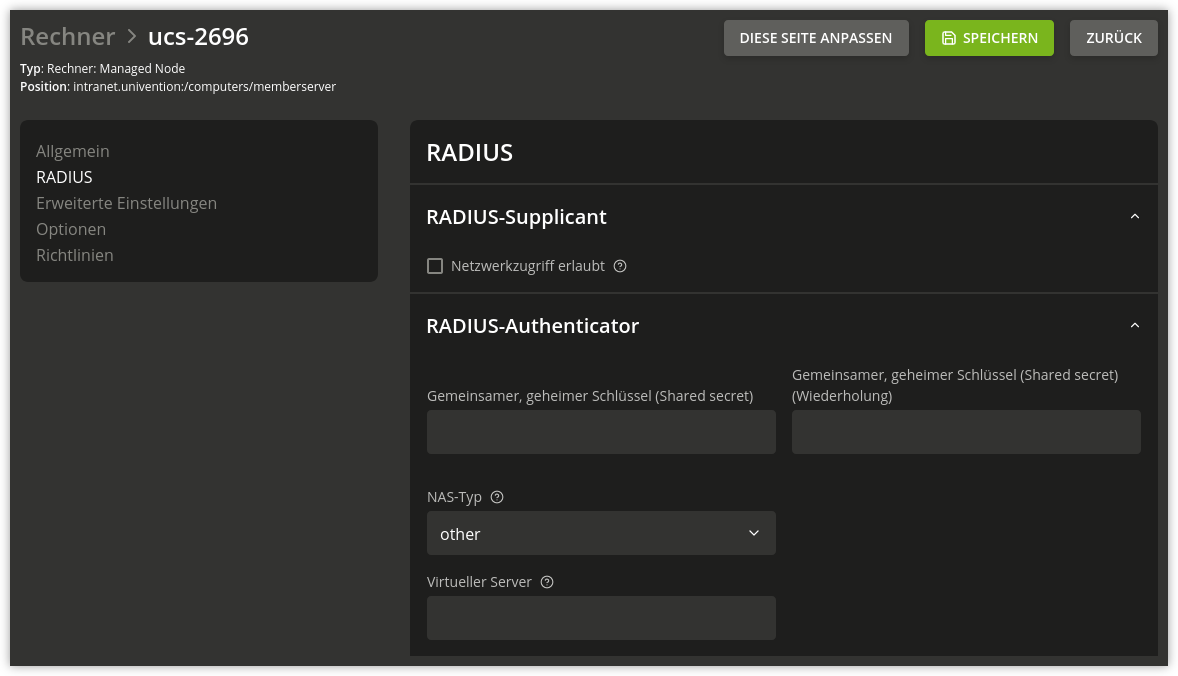 Rechner > ucs-2696
DIESE SEITE ANPASSEN
SPEICHERN
ZURÜCK
Typ: Rechner: Managed Node
Position: intranet.univention:/computers/memberserver
Allgemein
RADIUS
Erweiterte Einstellungen
Optionen
Richtlinien
RADIUS
RADIUS-Supplicant
Netzwerkzugriff erlaubt
RADIUS-Authenticator
Gemeinsamer, geheimer Schlüssel (Shared secret)
Gemeinsamer, geheimer Schlüssel (Shared secret)
(Wiederholung)
NAS-Typ
other
Virtueller Server